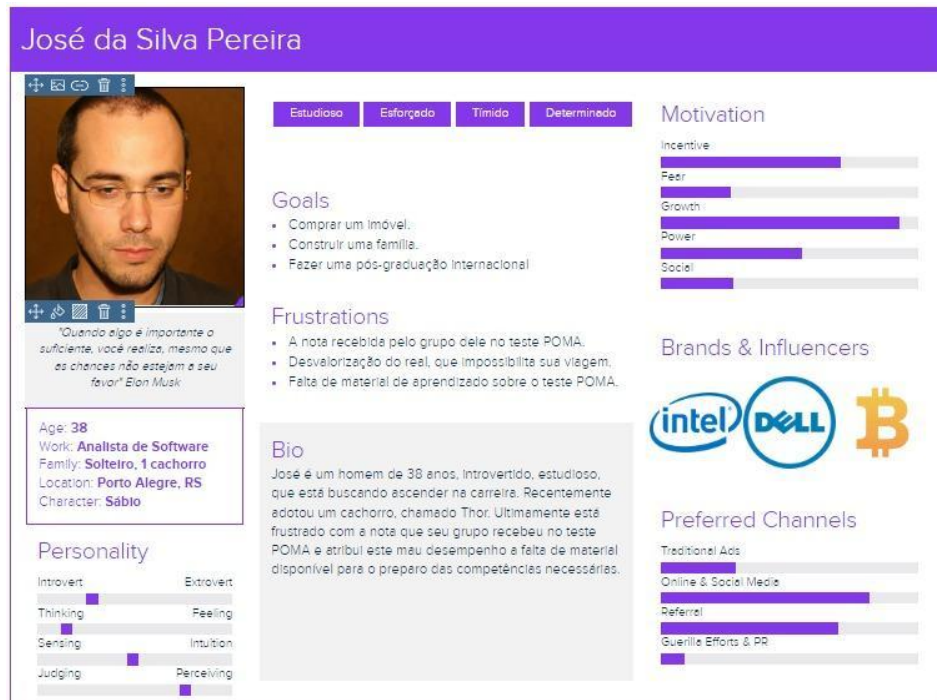 José da Silva Pereira
"Quando algo é importante o
suficiente, você realiza, mesmo que
as chances não estejam a seu
favor" Elon Musk
Age: 38
Work: Analista de Software
Family: Solteiro, 1 cachorro
Location: Porto Alegre, RS
Character: Sábio
Personality
Introvert Extrovert
Thinking Feeling
Sensing Intuition
Judging Perceiving
Estudioso Esforçado Tímido Determinado
Goals
• Comprar um imóvel.
• Construir uma família.
• Fazer uma pós-graduação internacional
Frustrations
• A nota recebida pelo grupo dele no teste POMA.
• Desvalorização do real, que impossibilita sua viagem.
• Falta de material de aprendizado sobre o teste POMA.
Bio
José é um homem de 38 anos, introvertido, estudioso,
que está buscando ascender na carreira. Recentemente
adotou um cachorro, chamado Thor. Ultimamente está
frustrado com a nota que seu grupo recebeu no teste
POMA e atribui este mau desempenho a falta de material
disponível para o preparo das competências necessárias.
Motivation
Incentive
Fear
Growth
Power
Social
Brands & Influencers
intel DELL
Preferred Channels
Traditional Ads
Online & Social Media
Referral
Guerilla Efforts & PR